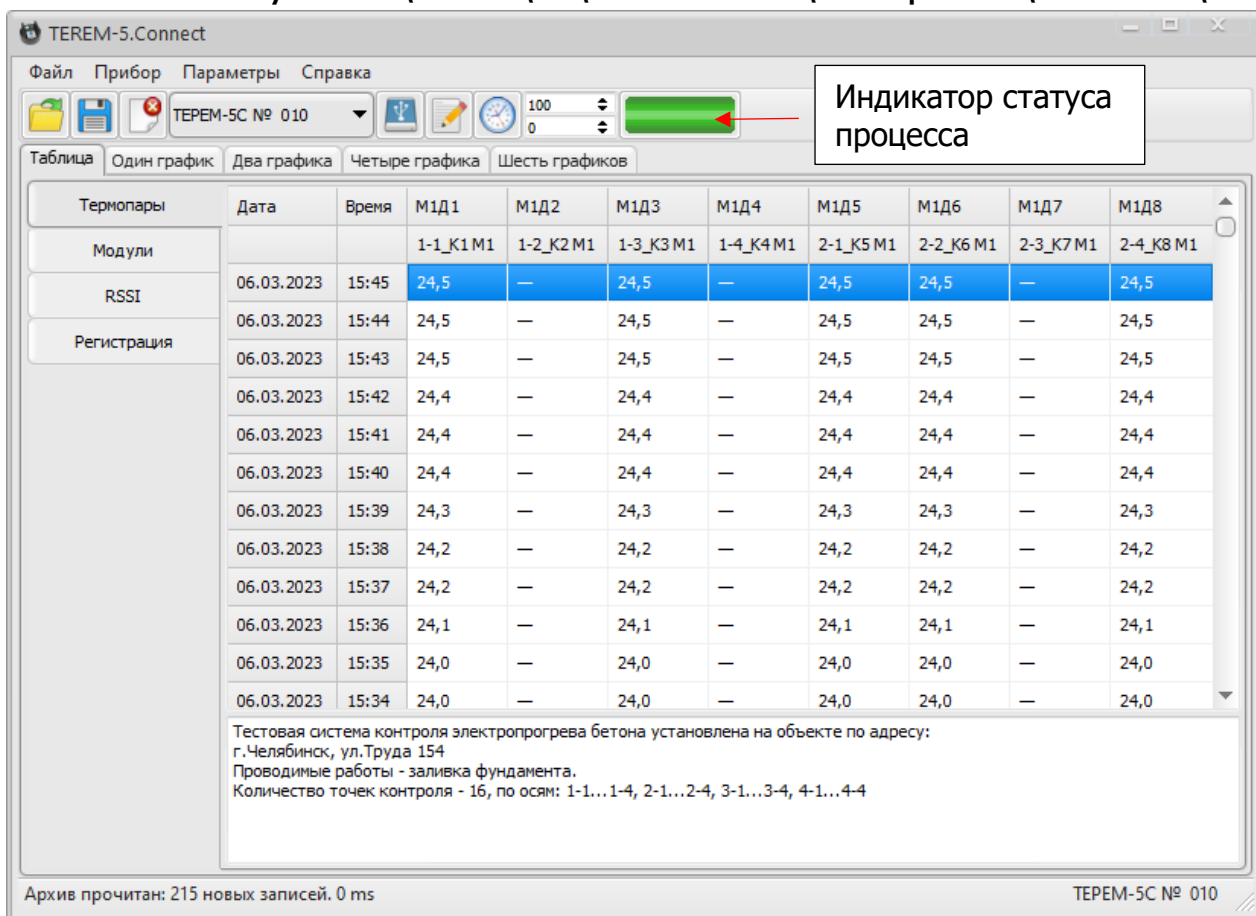 TEREM-5.Connect
Файл Прибор Параметры Справка
ТЕРЕМ-5С № 010
100
0
Индикатор статуса
процесса
Таблица Один график Два графика Четыре графика Шесть графиков
Термопары
Модули
RSSI
Регистрация
Дата Время М1Д1 М1Д2 М1Д3 М1Д4 М1Д5 М1Д6 М1Д7 М1Д8
1-1_К1 М1 1-2_К2 М1 1-3_К3 М1 1-4_К4 М1 2-1_К5 М1 2-2_К6 М1 2-3_К7 М1 2-4_К8 М1
06.03.2023 15:45 24,5 — 24,5 — 24,5 24,5 — 24,5
06.03.2023 15:44 24,5 — 24,5 — 24,5 24,5 — 24,5
06.03.2023 15:43 24,5 — 24,5 — 24,5 24,5 — 24,5
06.03.2023 15:42 24,4 — 24,4 — 24,4 24,4 — 24,4
06.03.2023 15:41 24,4 — 24,4 — 24,4 24,4 — 24,4
06.03.2023 15:40 24,4 — 24,4 — 24,4 24,4 — 24,4
06.03.2023 15:39 24,3 — 24,3 — 24,3 24,3 — 24,3
06.03.2023 15:38 24,2 — 24,2 — 24,2 24,2 — 24,2
06.03.2023 15:37 24,2 — 24,2 — 24,2 24,2 — 24,2
06.03.2023 15:36 24,1 — 24,1 — 24,1 24,1 — 24,1
06.03.2023 15:35 24,0 — 24,0 — 24,0 24,0 — 24,0
06.03.2023 15:34 24,0 — 24,0 — 24,0 24,0 — 24,0
Тестовая система контроля электропрогрева бетона установлена на объекте по адресу:
г.Челябинск, ул.Труда 154
Проводимые работы - заливка фундамента.
Количество точек контроля - 16, по осям: 1-1...1-4, 2-1...2-4, 3-1...3-4, 4-1...4-4
Архив прочитан: 215 новых записей. 0 ms
ТЕРЕМ-5С № 010